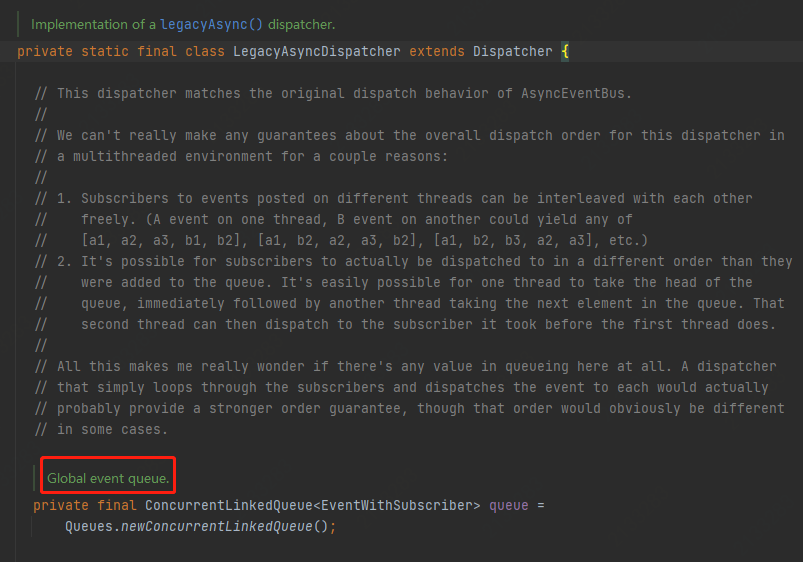 Implementation of a legacyAsync() dispatcher.
private static final class LegacyAsyncDispatcher extends Dispatcher {
// This dispatcher matches the original dispatch behavior of AsyncEventBus.
//
// We can't really make any guarantees about the overall dispatch order for this dispatcher in
// a multithreaded environment for a couple reasons:
//
// 1. Subscribers to events posted on different threads can be interleaved with each other
//    freely. (A event on one thread, B event on another could yield any of
//    [a1, a2, a3, b1, b2], [a1, b2, a2, a3, b2], [a1, b2, b3, a2, a3], etc.)
// 2. It's possible for subscribers to actually be dispatched to in a different order than they
//    were added to the queue. It's easily possible for one thread to take the head of the
//    queue, immediately followed by another thread taking the next element in the queue. That
//    second thread can then dispatch to the subscriber it took before the first thread does.
//
// All this makes me really wonder if there's any value in queueing here at all. A dispatcher
// that simply loops through the subscribers and dispatches the event to each would actually
// probably provide a stronger order guarantee, though that order would obviously be different
// in some cases.
Global event queue.
private final ConcurrentLinkedQueue<EventWithSubscriber> queue =
Queues.newConcurrentLinkedQueue();